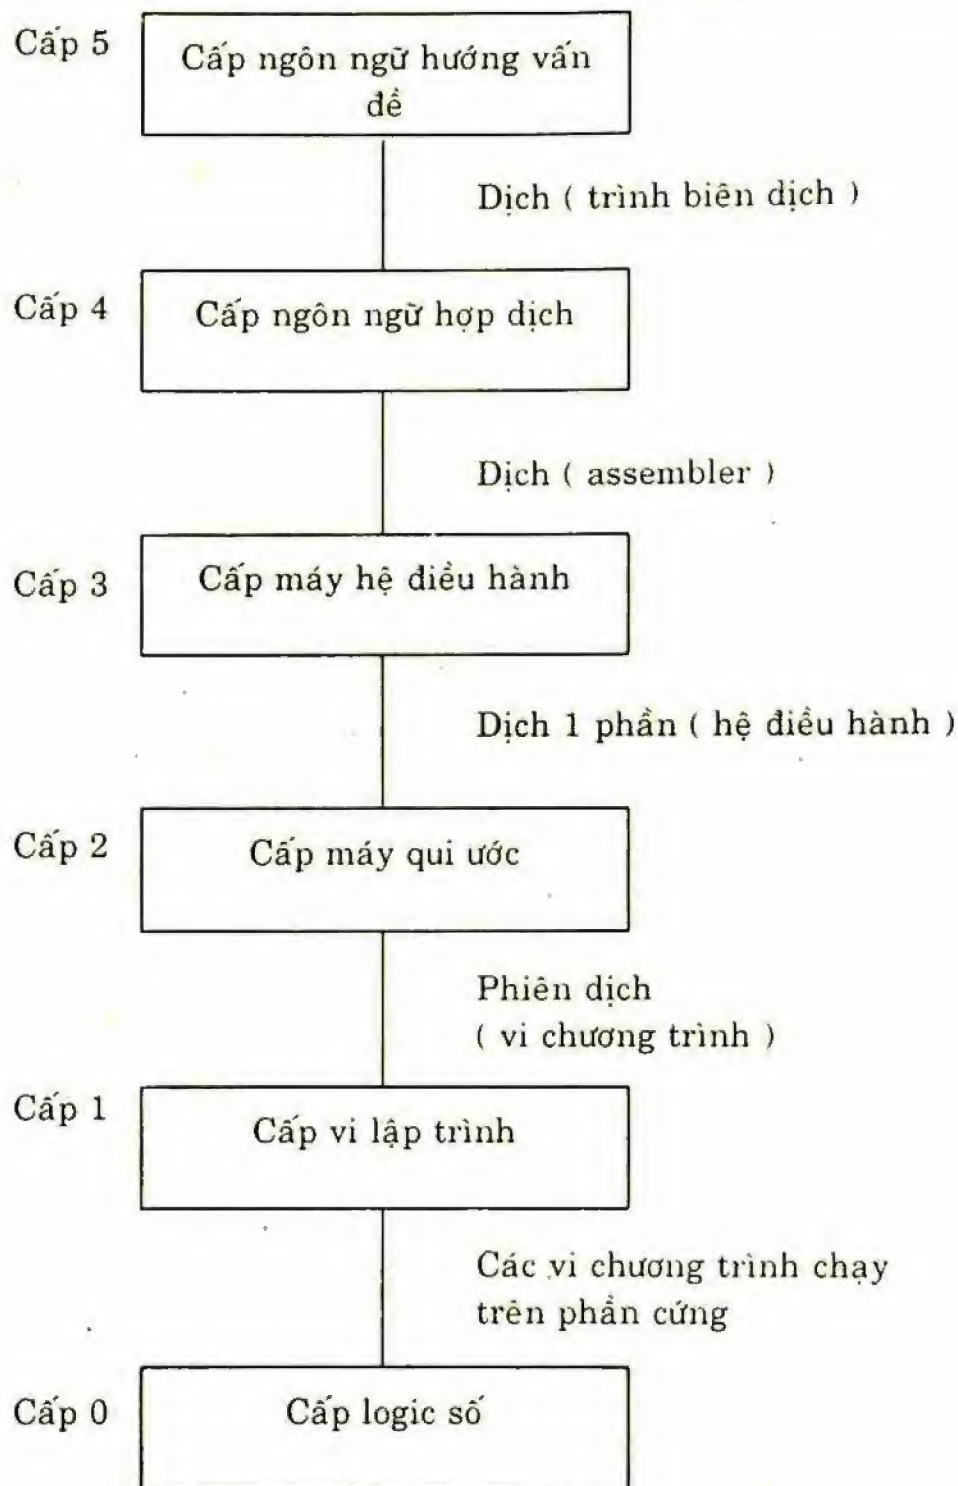 Cấp 5
Cấp ngôn ngữ hướng vấn
đề
Dịch ( trình biên dịch )
Cấp 4
Cấp ngôn ngữ hợp dịch
Dịch ( assembler )
Cấp 3
Cấp máy hệ điều hành
Dịch 1 phần ( hệ điều hành )
Cấp 2
Cấp máy qui ước
Phiên dịch
( vi chương trình )
Cấp 1
Cấp vi lập trình
Các vi chương trình chạy
trên phần cứng
Cấp 0
Cấp logic số